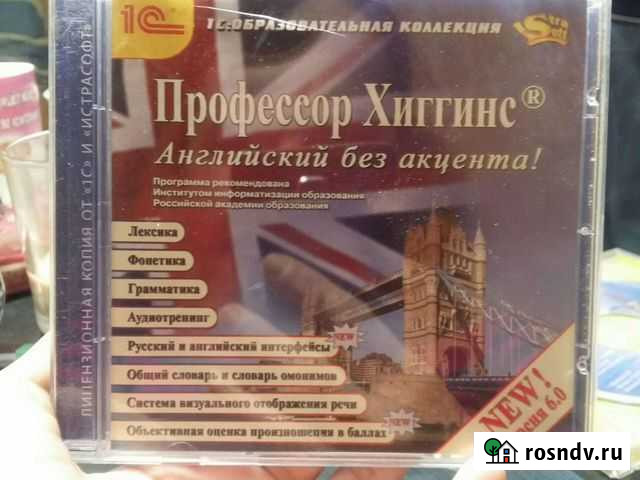 1С
1С:ОБРАЗОВАТЕЛЬНАЯ КОЛЛЕКЦИЯ
Soft
Профессор Хиггинс®
Английский без акцента!
Программа рекомендована
Институтом информатизации образования
Российской академии образования
Лексика
Фонетика
Грамматика
Аудиотренинг
Русский и английский интерфейсы
NEW
Общий словарь и словарь омонимов
Система визуального отображения речи
Объективная оценка произношения в баллах
NEW
NEW!
6.0
ЛИЦЕНЗИОННАЯ КОПИЯ ОТ «1С» И «ИСТРАСОФТ»
rosndv.ru